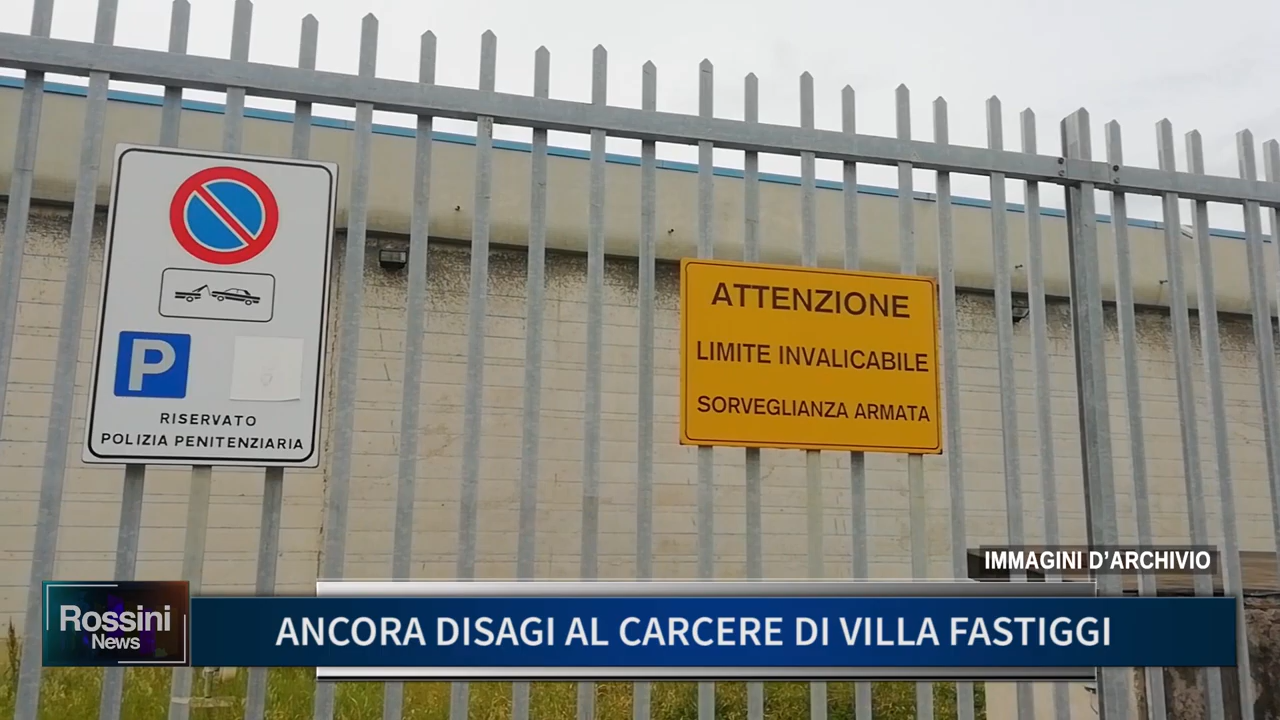 P
RISERVATO
POLIZIA PENITENZIARIA
ATTENZIONE
LIMITE INVALICABILE
SORVEGLIANZA ARMATA
IMMAGINI D'ARCHIVIO
Rossini
News
ANCORA DISAGI AL CARCERE DI VILLA FASTIGGI